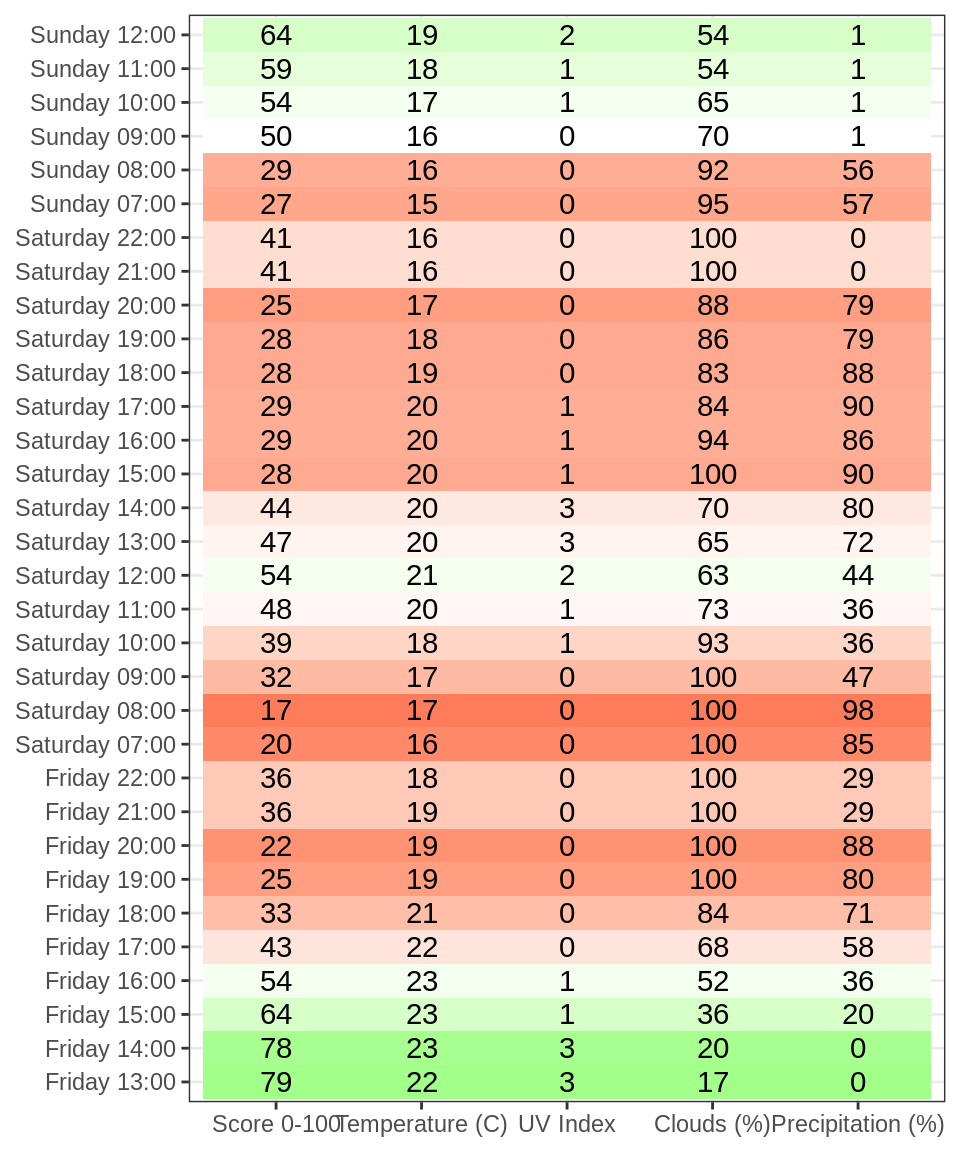 Sunday 12:00 64 19 2 54 1
Sunday 11:00 59 18 1 54 1
Sunday 10:00 54 17 1 65 1
Sunday 09:00 50 16 0 70 1
Sunday 08:00 29 16 0 92 56
Sunday 07:00 27 15 0 95 57
Saturday 22:00 41 16 0 100 0
Saturday 21:00 41 16 0 100 0
Saturday 20:00 25 17 0 88 79
Saturday 19:00 28 18 0 86 79
Saturday 18:00 28 19 0 83 88
Saturday 17:00 29 20 1 84 90
Saturday 16:00 29 20 1 94 86
Saturday 15:00 28 20 1 100 90
Saturday 14:00 44 20 3 70 80
Saturday 13:00 47 20 3 65 72
Saturday 12:00 54 21 2 63 44
Saturday 11:00 48 20 1 73 36
Saturday 10:00 39 18 1 93 36
Saturday 09:00 32 17 0 100 47
Saturday 08:00 17 17 0 100 98
Saturday 07:00 20 16 0 100 85
Friday 22:00 36 18 0 100 29
Friday 21:00 36 19 0 100 29
Friday 20:00 22 19 0 100 88
Friday 19:00 25 19 0 100 80
Friday 18:00 33 21 0 84 71
Friday 17:00 43 22 0 68 58
Friday 16:00 54 23 1 52 36
Friday 15:00 64 23 1 36 20
Friday 14:00 78 23 3 20 0
Friday 13:00 79 22 3 17 0
Score 0-100 Temperature (C) UV Index Clouds (%) Precipitation (%)